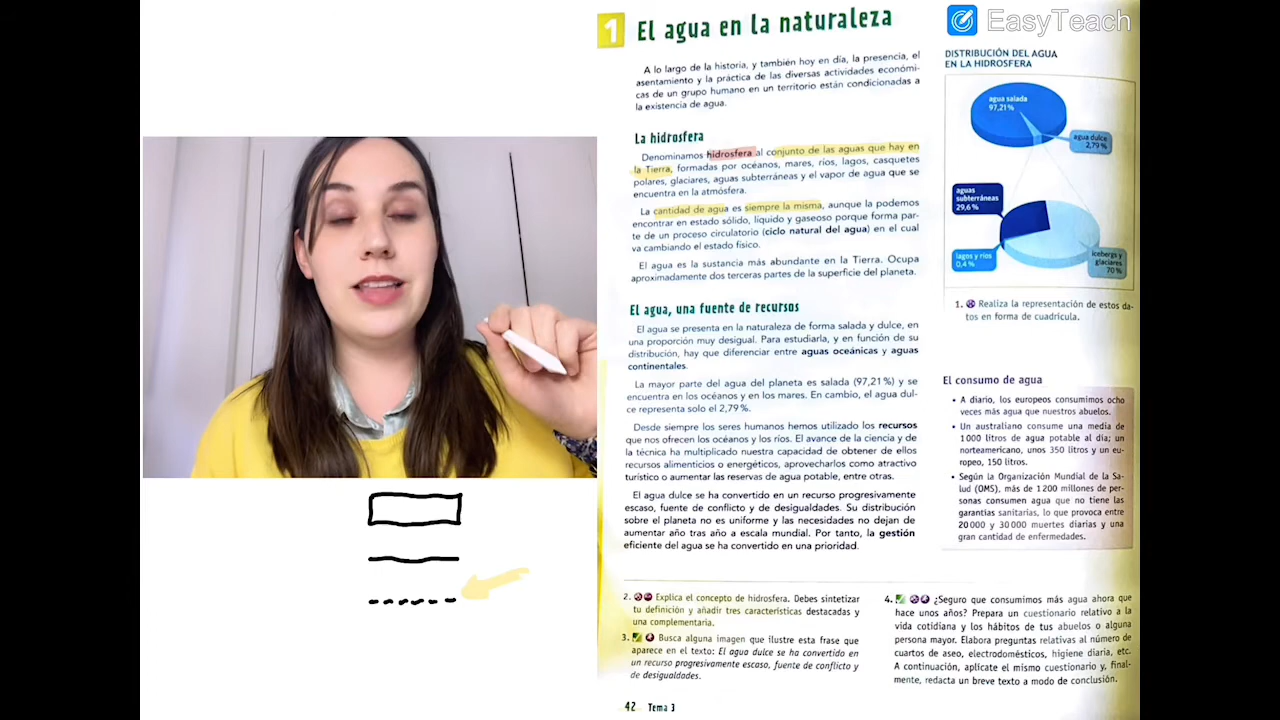 EasyTeach
1 El agua en la naturaleza
A lo largo de la historia, y también hoy en día, la presencia, el
asentamiento y la práctica de las diversas actividades económi-
cas de un grupo humano en un territorio están condicionadas a
la existencia de agua.
La hidrosfera
Denominamos hidrosfera al conjunto de las aguas que hay en
la Tierra, formadas por océanos, mares, ríos, lagos, casquetes
polares, glaciares, aguas subterráneas y el vapor de agua que se
encuentra en la atmósfera.
La cantidad de agua es siempre la misma, aunque la podemos
encontrar en estado sólido, líquido y gaseoso porque forma par-
te de un proceso circulatorio (ciclo natural del agua) en el cual
va cambiando el estado físico.
El agua es la sustancia más abundante en la Tierra. Ocupa
aproximadamente dos terceras partes de la superficie del planeta.
El agua, una fuente de recursos
El agua se presenta en la naturaleza de forma salada y dulce, en
una proporción muy desigual. Para estudiarla, y en función de su
distribución, hay que diferenciar entre aguas oceánicas y aguas
continentales.
La mayor parte del agua del planeta es salada (97,21 %) y se
encuentra en los océanos y en los mares. En cambio, el agua dul-
ce representa solo el 2,79 %.
Desde siempre los seres humanos hemos utilizado los recursos
que nos ofrecen los océanos y los ríos. El avance de la ciencia y de
la técnica ha multiplicado nuestra capacidad de obtener de ellos
recursos alimenticios o energéticos, aprovecharlos como atractivo
turístico o aumentar las reservas de agua potable, entre otras.
El agua dulce se ha convertido en un recurso progresivamente
escaso, fuente de conflicto y de desigualdades. Su distribución
sobre el planeta no es uniforme y las necesidades no dejan de
aumentar año tras año a escala mundial. Por tanto, la gestión
eficiente del agua se ha convertido en una prioridad.
DISTRIBUCIÓN DEL AGUA
EN LA HIDROSFERA
agua salada
97,21 %
agua dulce
2,79 %
aguas
subterráneas
29,6 %
lagos y ríos
0,4 %
icebergs y
glaciares
70 %
1. Realiza la representación de estos da-
tos en forma de cuadrícula.
El consumo de agua
• A diario, los europeos consumimos ocho
veces más agua que nuestros abuelos.
• Un australiano consume una media de
1 000 litros de agua potable al día; un
norteamericano, unos 350 litros y un eu-
ropeo, 150 litros.
• Según la Organización Mundial de la Sa-
lud (OMS), más de 1 200 millones de per-
sonas consumen agua que no tiene las
garantías sanitarias, lo que provoca entre
20 000 y 30 000 muertes diarias y una
gran cantidad de enfermedades.
2. Explica el concepto de hidrosfera. Debes sintetizar
tu definición y añadir tres características destacadas y
una complementaria.
3. Busca alguna imagen que ilustre esta frase que
aparece en el texto: El agua dulce se ha convertido en
un recurso progresivamente escaso, fuente de conflicto y
de desigualdades.
4. ¿Seguro que consumimos más agua ahora que
hace unos años? Prepara un cuestionario relativo a la
vida cotidiana y los hábitos de tus abuelos o alguna
persona mayor. Elabora preguntas relativas al número de
cuartos de aseo, electrodomésticos, higiene diaria, etc.
A continuación, aplícate el mismo cuestionario y, final-
mente, redacta un breve texto a modo de conclusión.
42 Tema 3